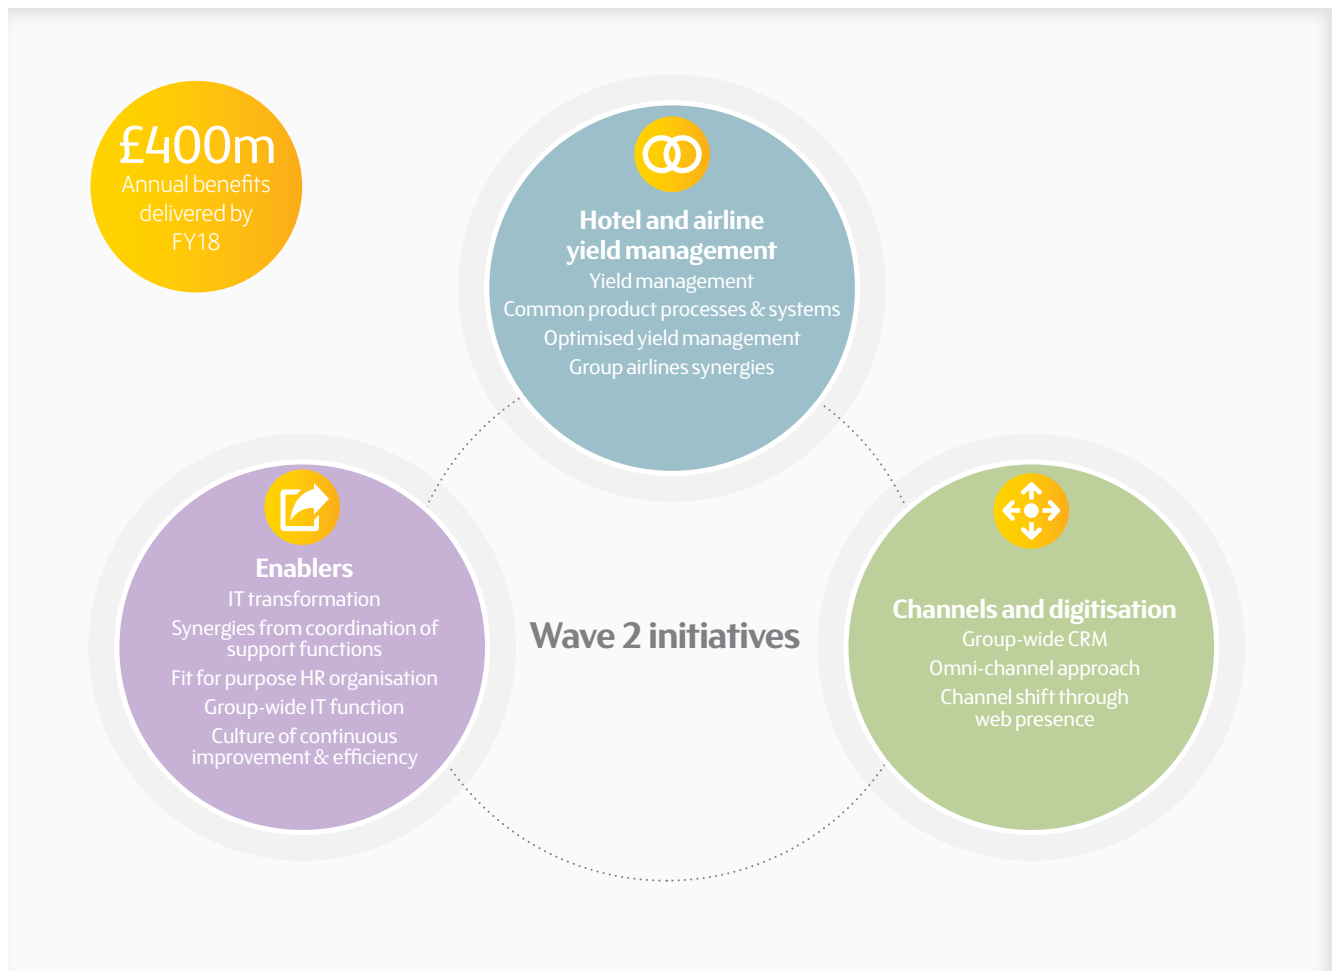 £400m
Annual benefits
delivered by
FY18
Hotel and airline
yield management
Yield management
Common product processes & systems
Optimised yield management
Group airlines synergies
Enablers
IT transformation
Synergies from coordination of
support functions
Fit for purpose HR organisation
Group-wide IT function
Culture of continuous
improvement & efficiency
Wave 2 initiatives
Channels and digitisation
Group-wide CRM
Omni-channel approach
Channel shift through
web presence